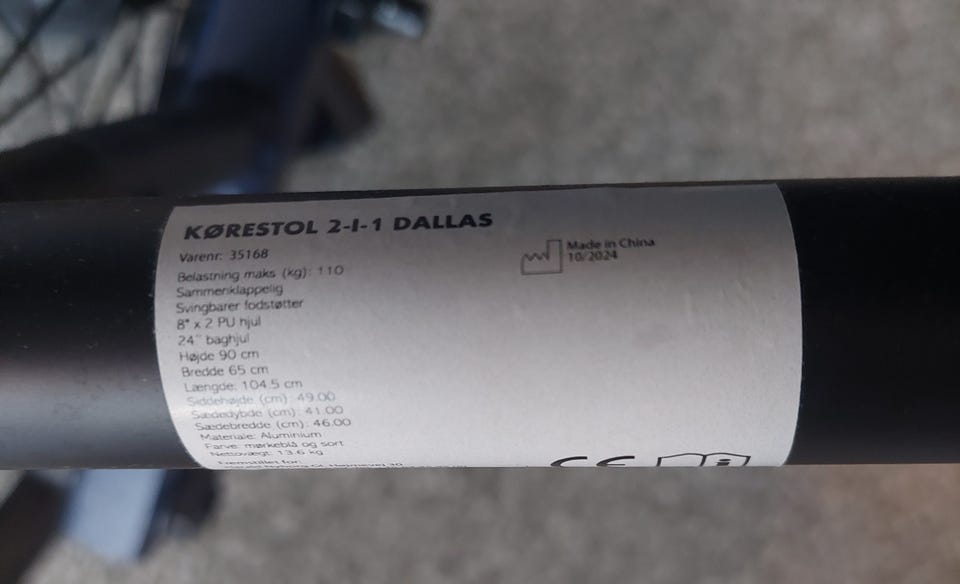 KØRESTOL 2-I-1 DALLAS
Varenr: 35168
Belastning maks (kg): 110
Sammenklappelig
Svingbarer fodstøtter
8" x 2 PU hjul
24" baghjul
Højde 90 cm
Bredde 65 cm
Længde: 104.5 cm
Siddehøjde (cm): 49.00
Sædedybde (cm): 41.00
Sædebredde (cm): 46.00
Materiale: Aluminium
Farve: mørkeblå og sort
Nettovægt: 13.6 kg
Fremstillet for:
Made in China
10/2024
CE